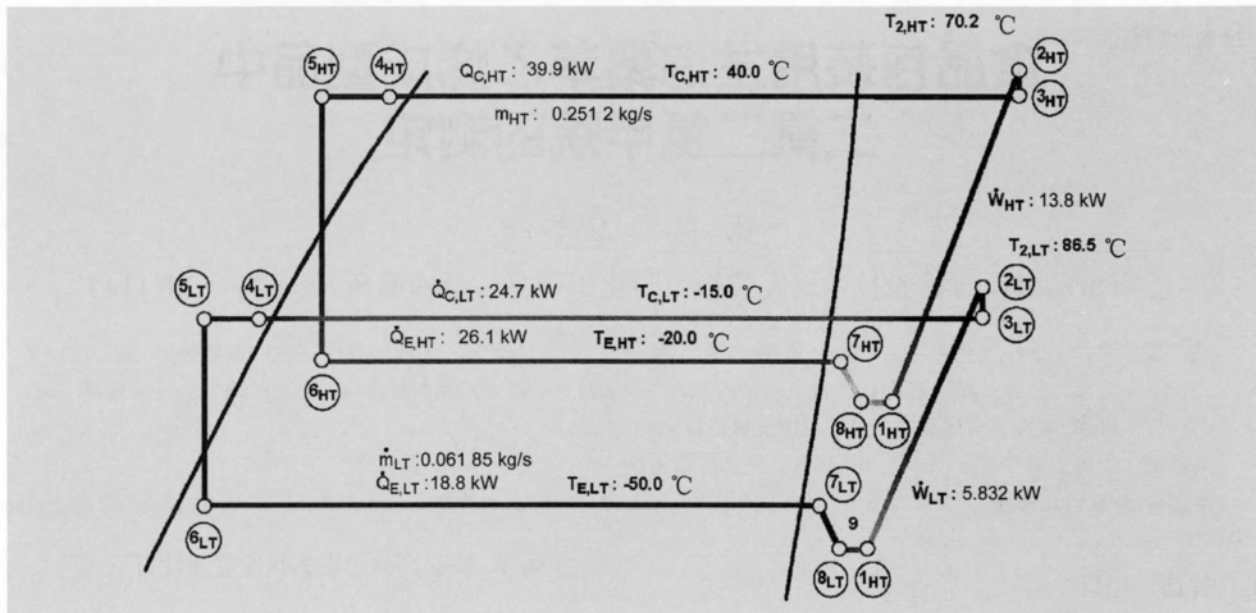 T2,HT : 70.2 ℃
5HT
4HT
QC,HT : 39.9 kW
TC,HT : 40.0 ℃
2HT
3HT
mHT : 0.251 2 kg/s
ẆHT : 13.8 kW
T2,LT : 86.5 ℃
5LT
4LT
Q̇C,LT : 24.7 kW
TC,LT : -15.0 ℃
2LT
3LT
Q̇E,HT : 26.1 kW
TE,HT : -20.0 ℃
7HT
6HT
8HT
1HT
ṁLT :0.061 85 kg/s
Q̇E,LT :18.8 kW
TE,LT : -50.0 ℃
7LT
ẆLT : 5.832 kW
9
6LT
8LT
1HT